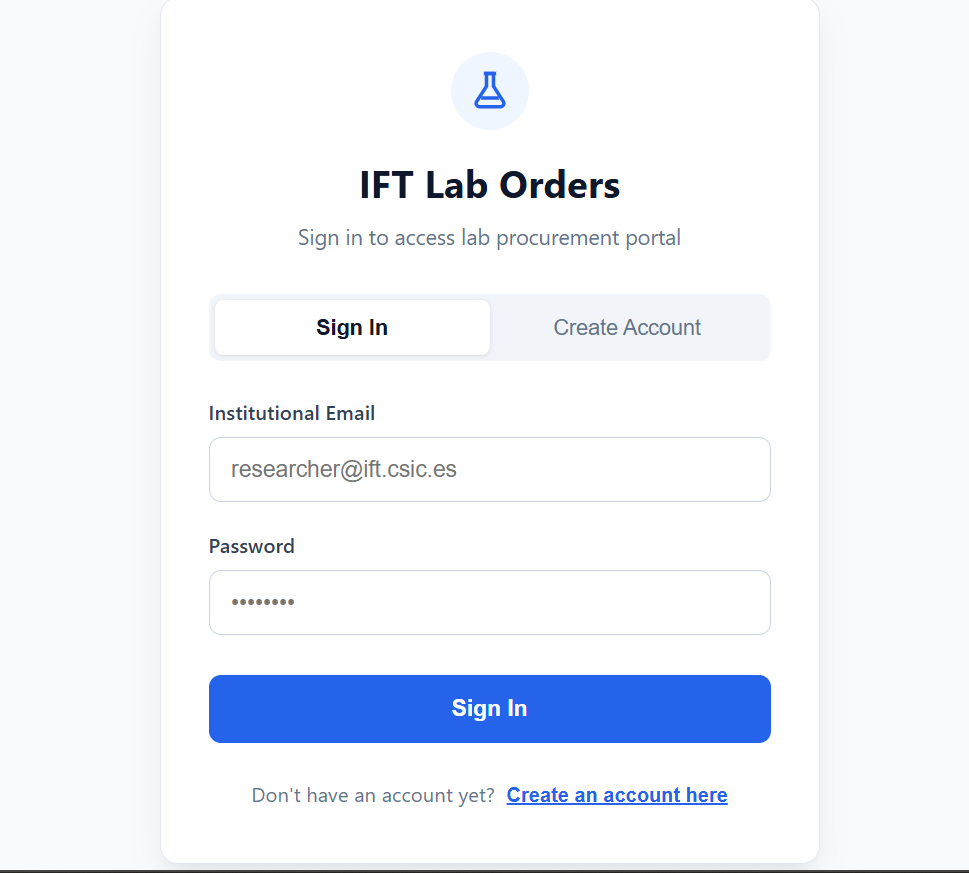 IFT Lab Orders
Sign in to access lab procurement portal
Sign In
Create Account
Institutional Email
researcher@ift.csic.es
Password
••••••••
Sign In
Don't have an account yet? Create an account here